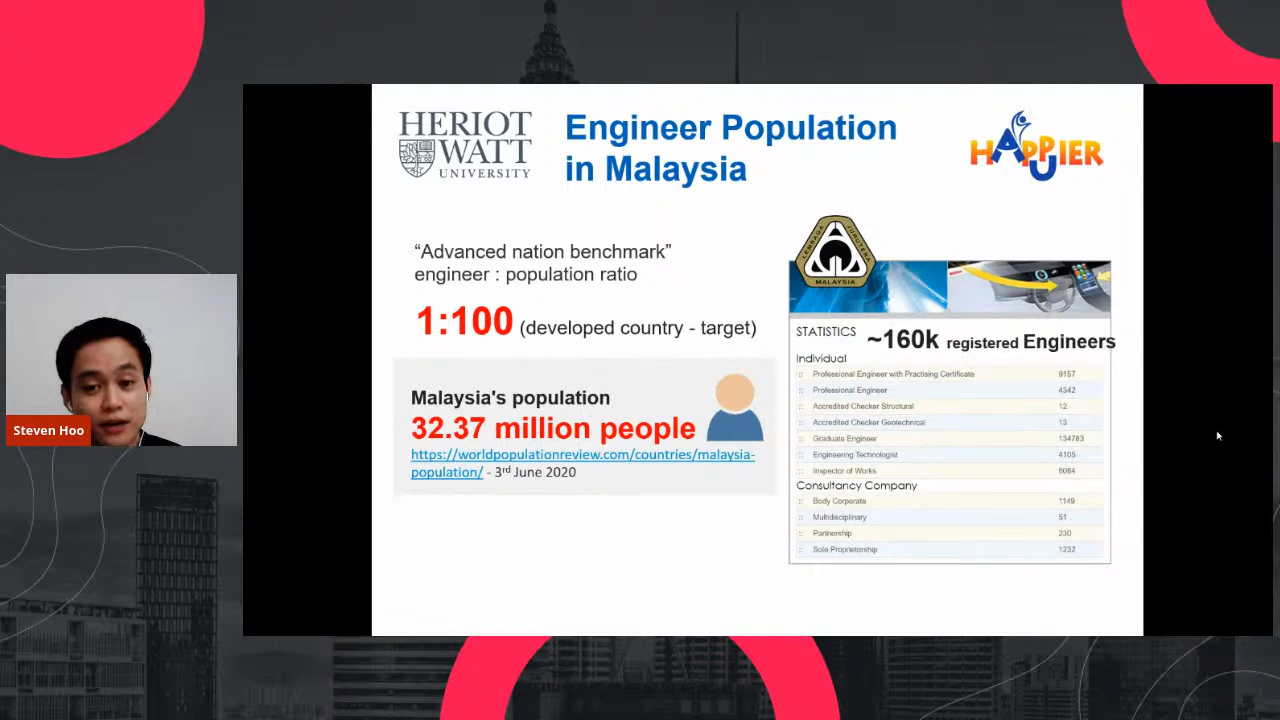 HERIOT
WATT
UNIVERSITY
Engineer Population
in Malaysia
HAPPIER
U
“Advanced nation benchmark”
engineer : population ratio
1:100 (developed country - target)
Malaysia's population
32.37 million people
https://worldpopulationreview.com/countries/malaysia-
population/ - 3rd June 2020
Steven Hoo
LEMBAGA JURUTERA
MALAYSIA
STATISTICS ~160k registered Engineers
Individual
:: Professional Engineer with Practising Certificate 9157
:: Professional Engineer 4342
:: Accredited Checker Structural 12
:: Accredited Checker Geotechnical 13
:: Graduate Engineer 134783
:: Engineering Technologist 4105
:: Inspector of Works 6084
Consultancy Company
:: Body Corporate 1149
:: Multidisciplinary 51
:: Partnership 230
:: Sole Proprietorship 1232